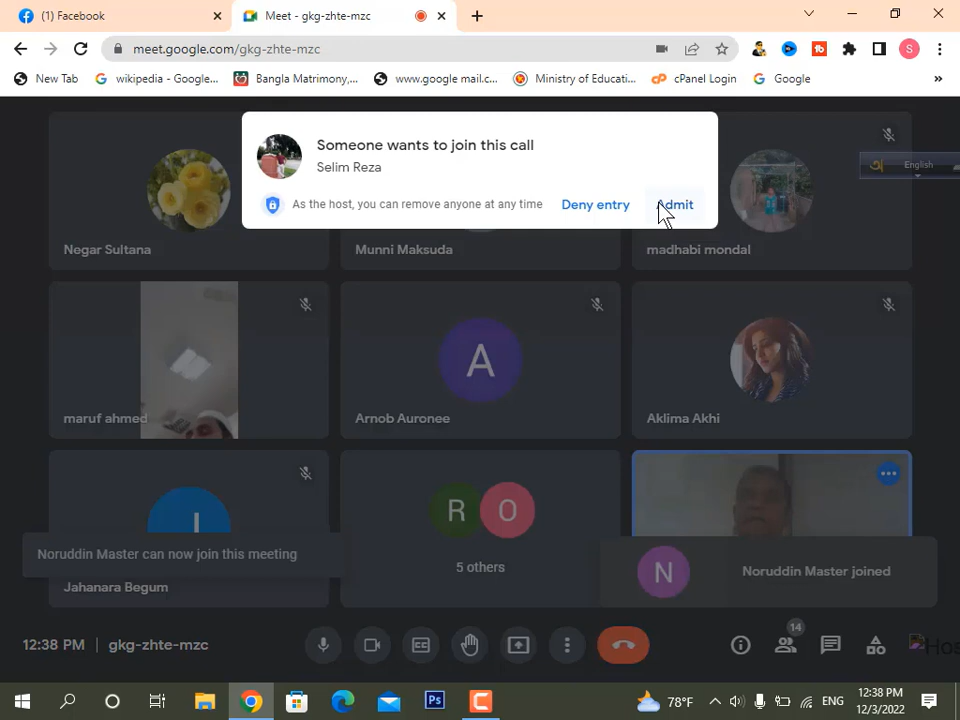 (1) Facebook
Meet - gkg-zhte-mzc
meet.google.com/gkg-zhte-mzc
S
New Tab
wikipedia - Google...
Bangla Matrimony,...
www.google mail.c...
Ministry of Educati...
cPanel Login
Google
»
Someone wants to join this call
Selim Reza
As the host, you can remove anyone at any time
Deny entry
Admit
English
Negar Sultana
Munni Maksuda
madhabi mondal
maruf ahmed
A
Arnob Auronee
Aklima Akhi
J
Jahanara Begum
R
O
5 others
Noruddin Master can now join this meeting
N
Noruddin Master joined
12:38 PM | gkg-zhte-mzc
14
78°F
ENG
12:38 PM
12/3/2022
Ps